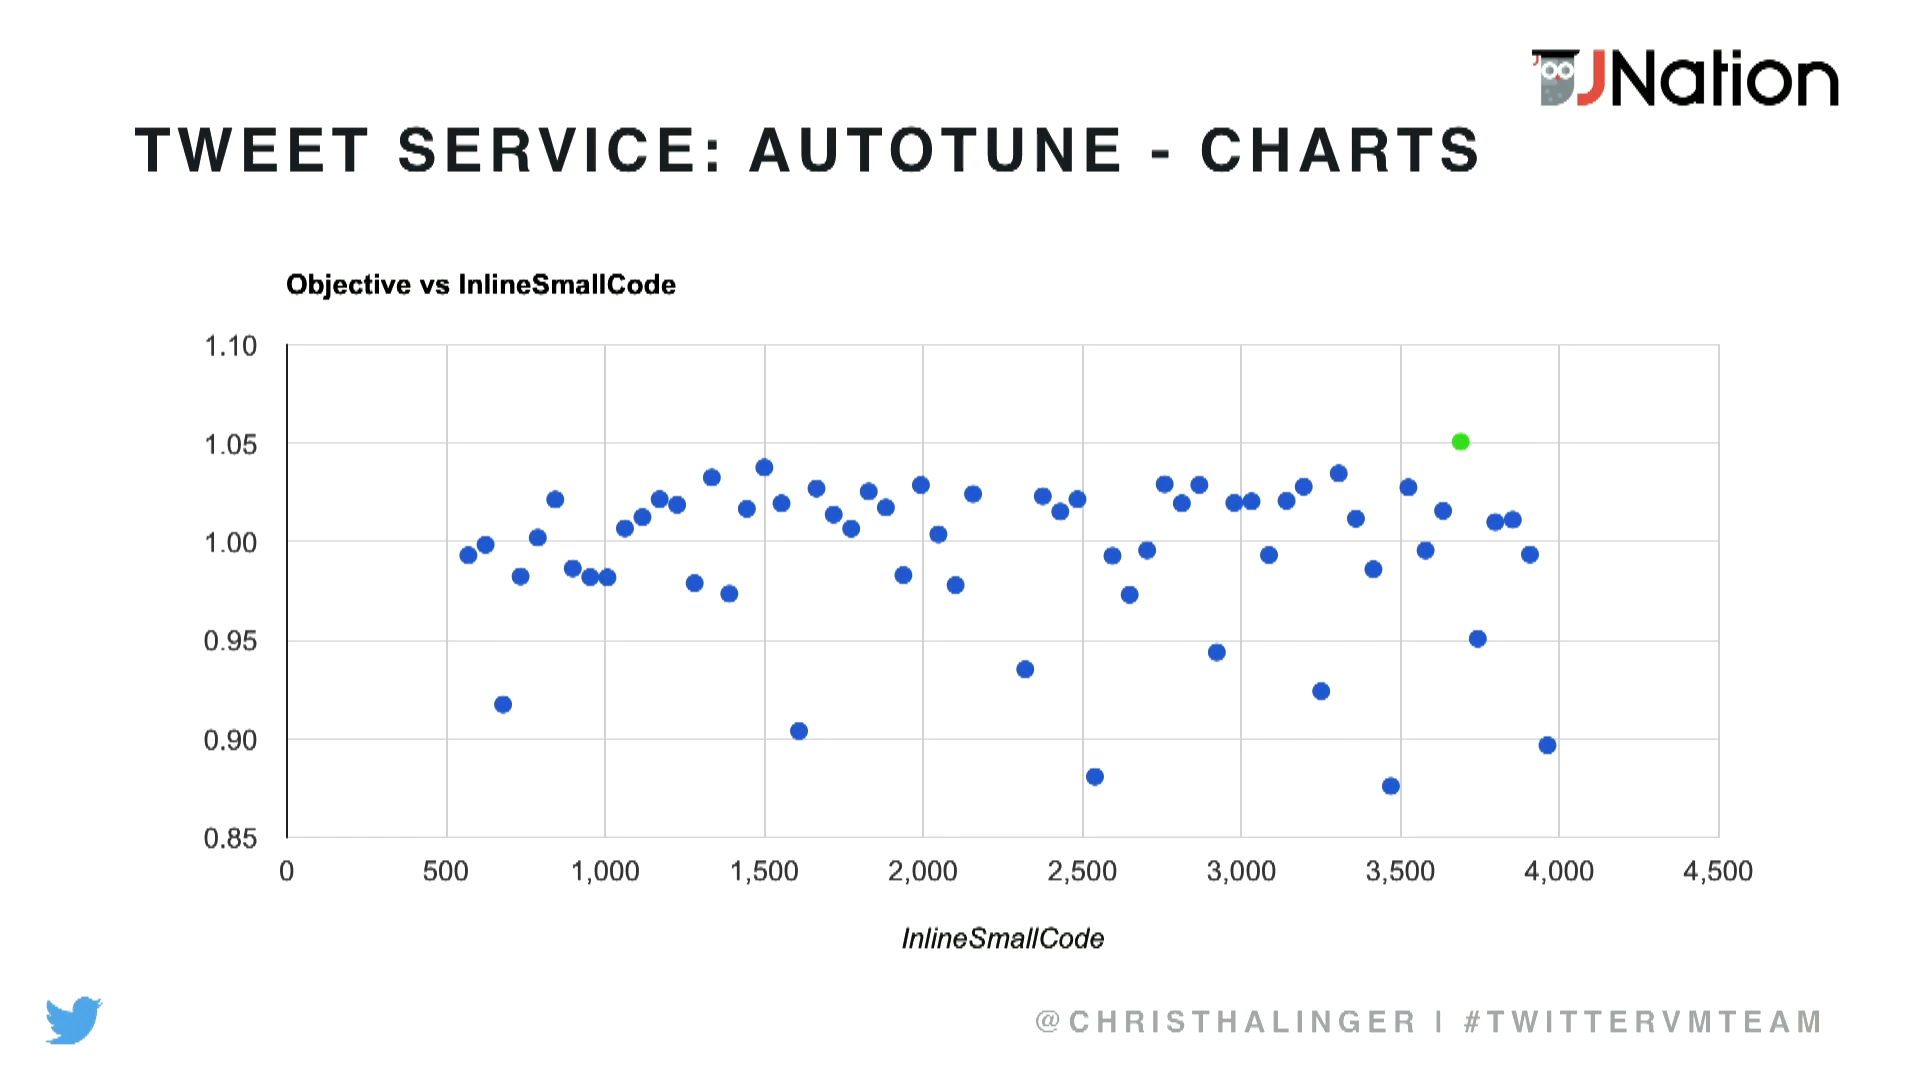 JNation
TWEET SERVICE: AUTOTUNE - CHARTS
Objective vs InlineSmallCode
1.10
1.05
1.00
0.95
0.90
0.85
0 500 1,000 1,500 2,000 2,500 3,000 3,500 4,000 4,500
InlineSmallCode
@CHRISTHALINGER | #TWITTERVMTEAM